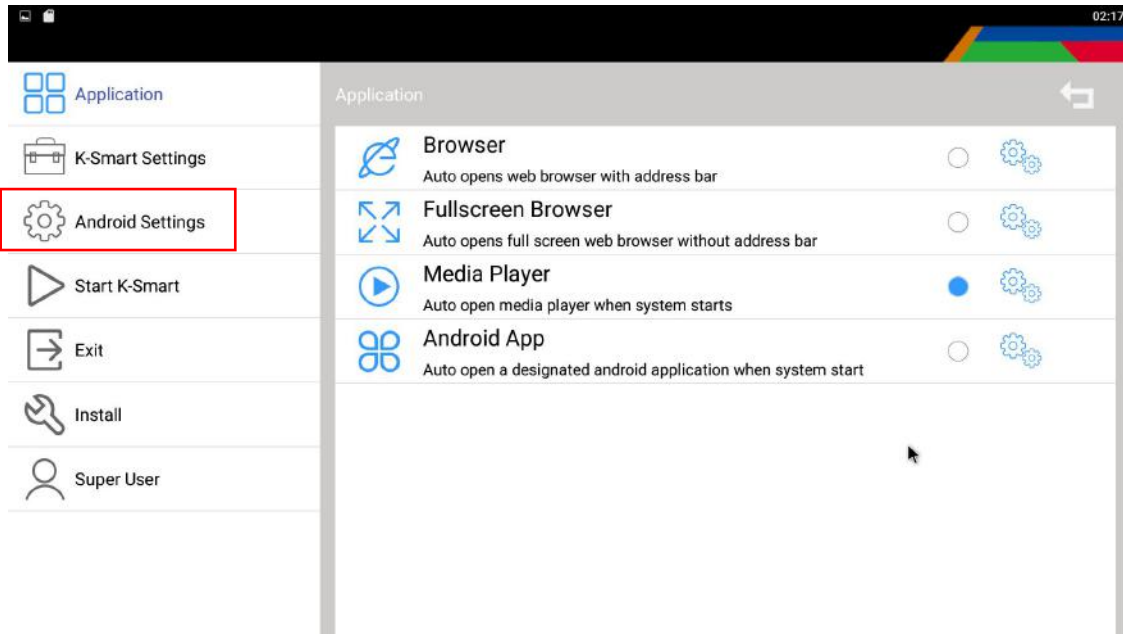 02:17
Application
K-Smart Settings
Android Settings
Start K-Smart
Exit
Install
Super User
Application
Browser
Auto opens web browser with address bar
Fullscreen Browser
Auto opens full screen web browser without address bar
Media Player
Auto open media player when system starts
Android App
Auto open a designated android application when system start